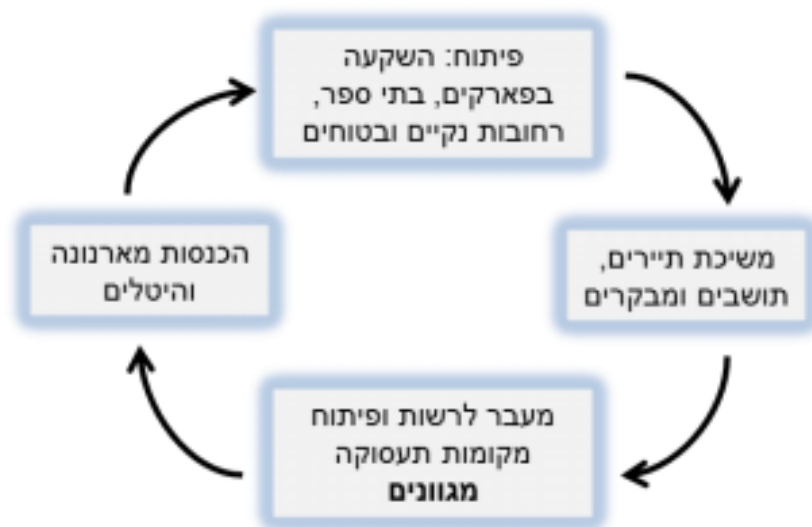 פיתוח: השקעה
בפארקים, בתי ספר,
רחובות נקיים ובטוחים
משיכת תיירים,
תושבים ומבקרים
מעבר לרשות ופיתוח
מקומות תעסוקה
מגוונים
הכנסות מארנונה
והיטלים